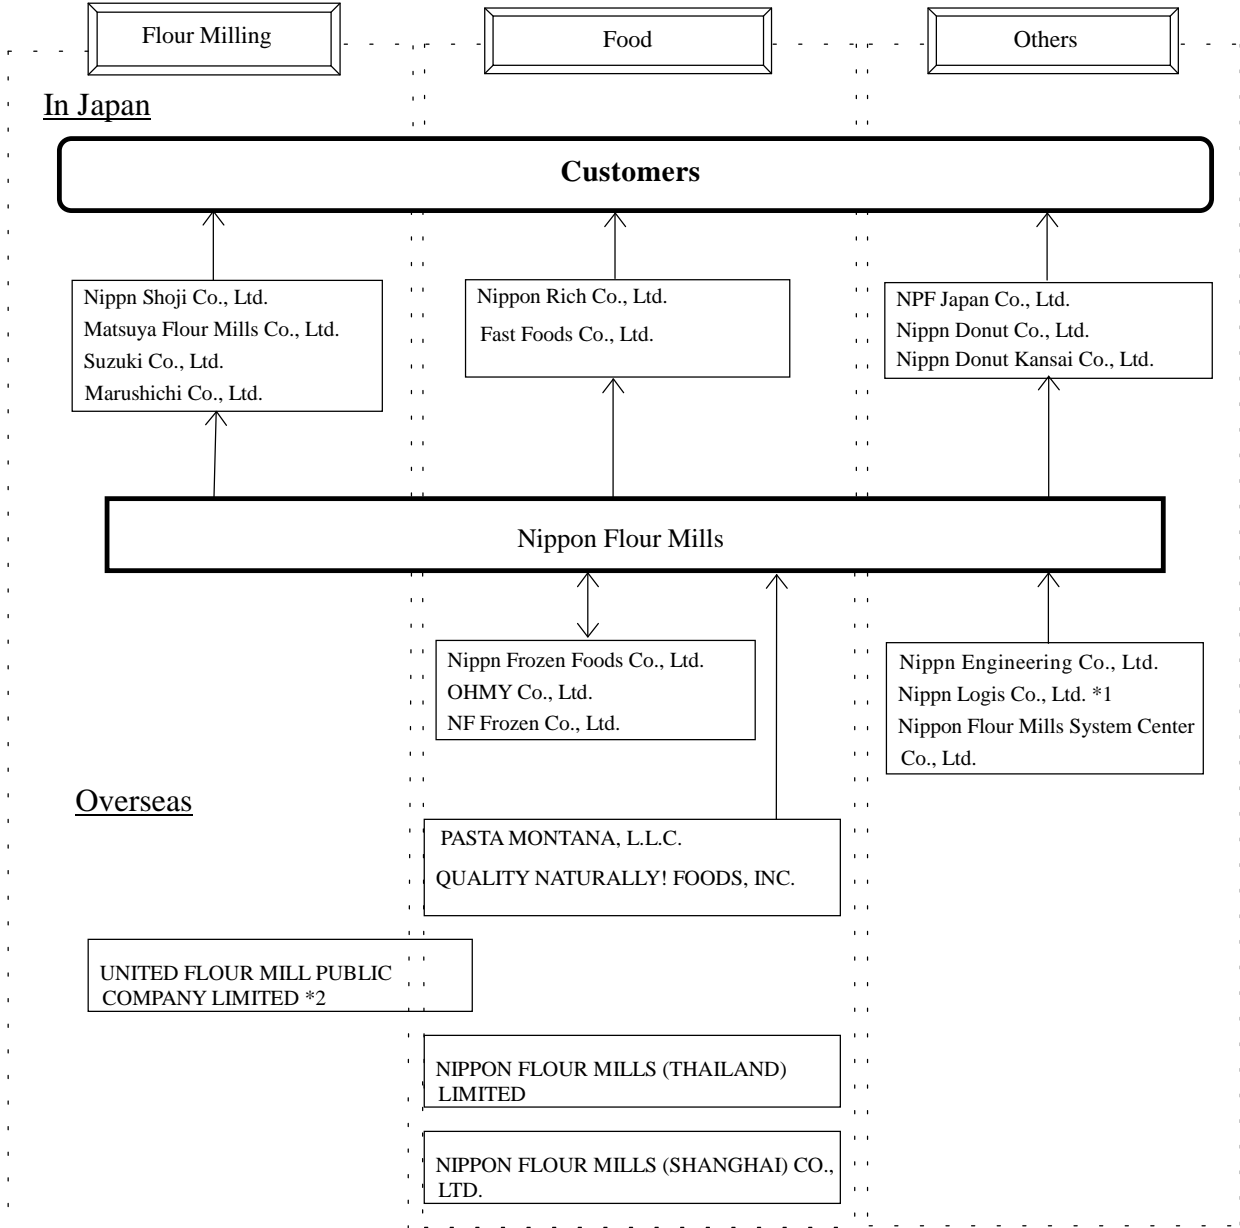 Flour Milling
Food
Others
In Japan
Customers
Nippn Shoji Co., Ltd.
Matsuya Flour Mills Co., Ltd.
Suzuki Co., Ltd.
Marushichi Co., Ltd.
Nippon Rich Co., Ltd.
Fast Foods Co., Ltd.
NPF Japan Co., Ltd.
Nippn Donut Co., Ltd.
Nippn Donut Kansai Co., Ltd.
Nippon Flour Mills
Nippn Frozen Foods Co., Ltd.
OHMY Co., Ltd.
NF Frozen Co., Ltd.
Nippn Engineering Co., Ltd.
Nippn Logis Co., Ltd. *1
Nippon Flour Mills System Center
Co., Ltd.
Overseas
PASTA MONTANA, L.L.C.
QUALITY NATURALLY! FOODS, INC.
UNITED FLOUR MILL PUBLIC
COMPANY LIMITED *2
NIPPON FLOUR MILLS (THAILAND)
LIMITED
NIPPON FLOUR MILLS (SHANGHAI) CO.,
LTD.